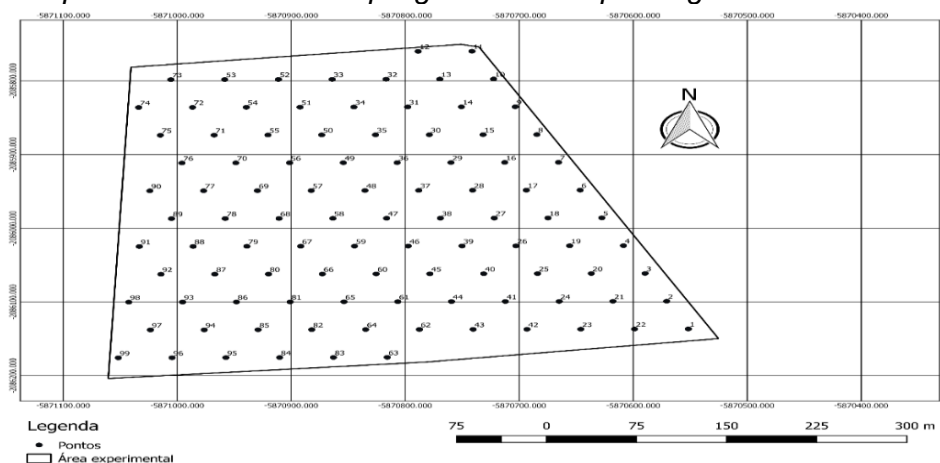 -5871100.000 -5871000.000 -5870900.000 -5870800.000 -5870700.000 -5870600.000 -5870500.000 -5870400.000
12 11
73 53 52 33 32 13 10
74 72 54 51 34 31 14 9
N
75 71 55 50 35 30 15 8
76 70 56 49 36 29 16 7
90 77 69 57 48 37 28 17 6
89 78 68 58 47 38 27 18 5
91 88 79 67 59 46 39 26 19 4
92 87 80 66 60 45 40 25 20 3
98 93 86 81 65 61 44 41 24 21 2
97 94 85 82 64 62 43 42 23 22 1
99 96 95 84 83 63
-5871100.000 -5871000.000 -5870900.000 -5870800.000 -5870700.000 -5870600.000 -5870500.000 -5870400.000
Legenda
Pontos
Área experimental
75 0 75 150 225 300 m